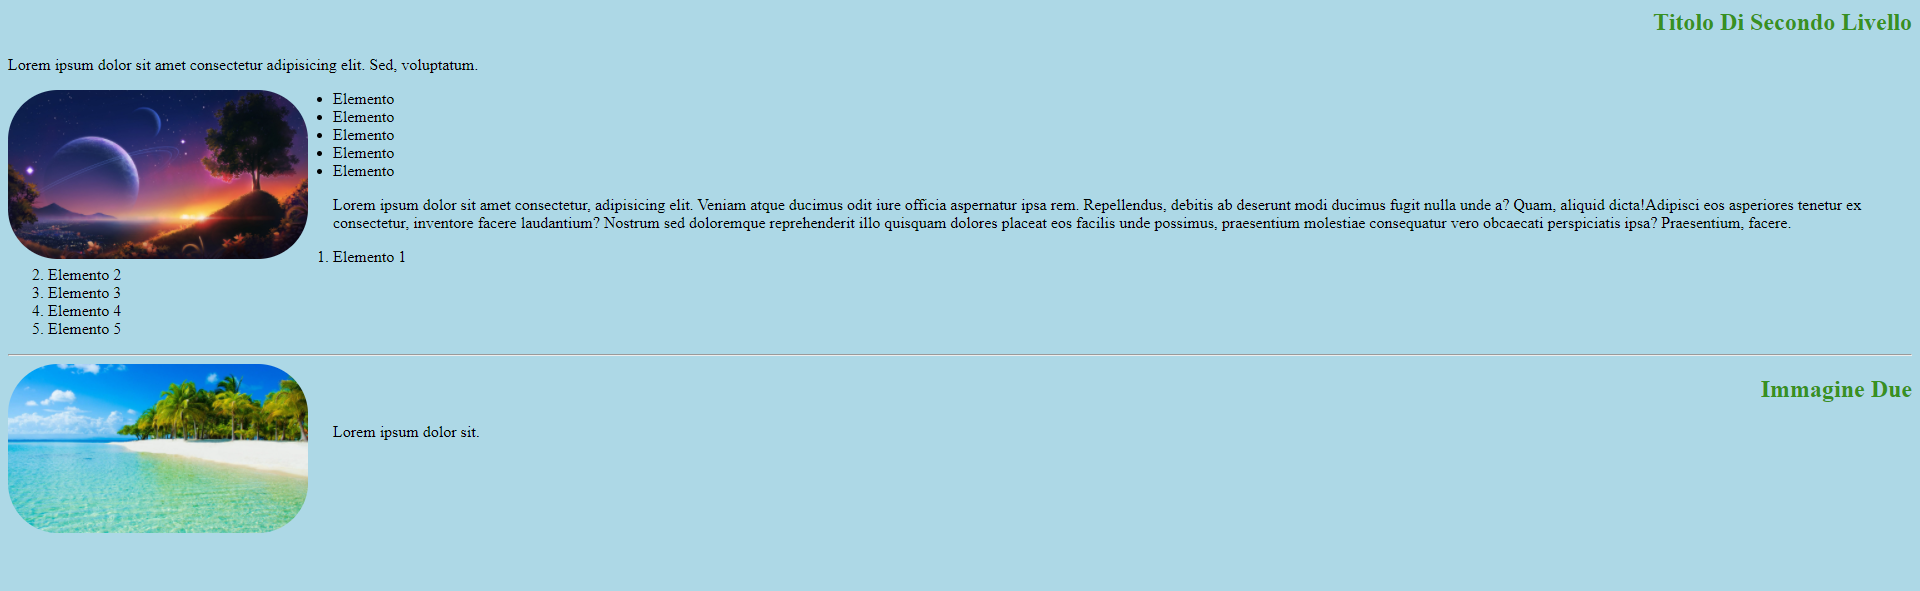 Titolo Di Secondo Livello
Lorem ipsum dolor sit amet consectetur adipisicing elit. Sed, voluptatum.
Elemento
Elemento
Elemento
Elemento
Elemento
Lorem ipsum dolor sit amet consectetur, adipisicing elit. Veniam atque ducimus odit iure officia aspernatur ipsa rem. Repellendus, debitis ab deserunt modi ducimus fugit nulla unde a? Quam, aliquid dicta!Adipisci eos asperiores tenetur ex
consectetur, inventore facere laudantium? Nostrum sed doloremque reprehenderit illo quisquam dolores placeat eos facilis unde possimus, praesentium molestiae consequatur vero obcaecati perspiciatis ipsa? Praesentium, facere.
1. Elemento 1
2. Elemento 2
3. Elemento 3
4. Elemento 4
5. Elemento 5
Immagine Due
Lorem ipsum dolor sit.